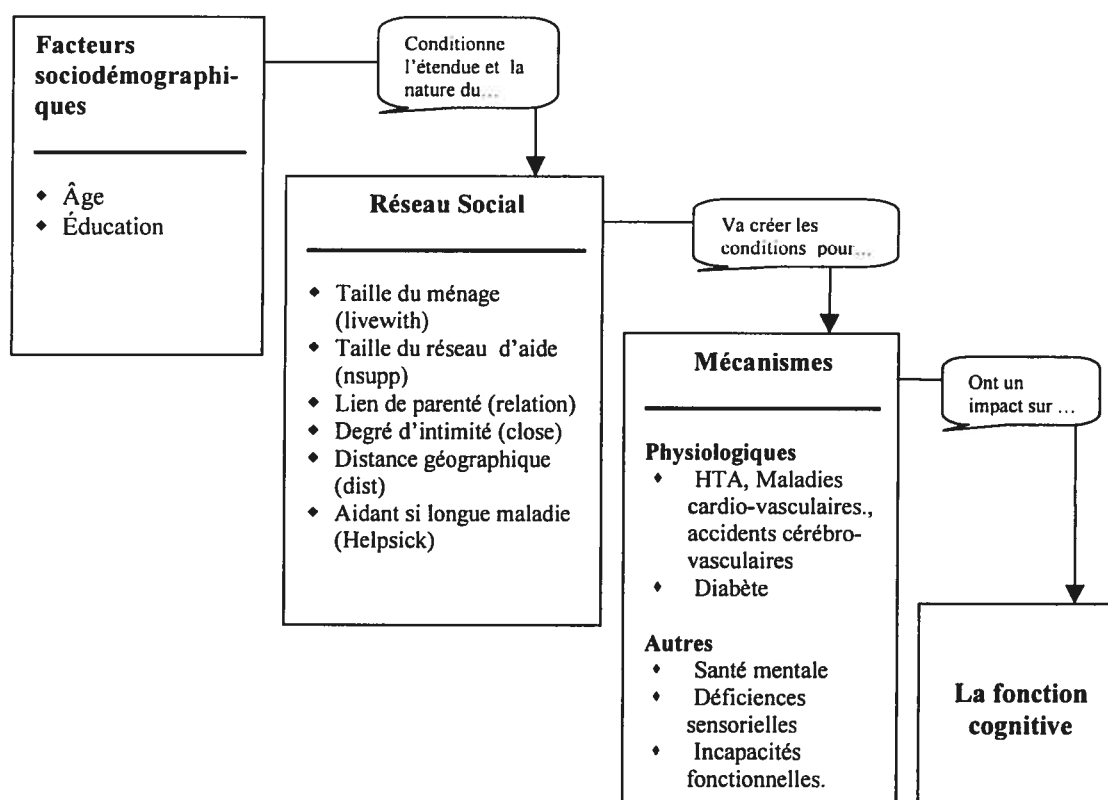 Facteurs
sociodémographi-
ques
♦ Âge
♦ Éducation
Conditionne
l'étendue et la
nature du...
Réseau Social
♦ Taille du ménage
(livewith)
♦ Taille du réseau d'aide
(nsupp)
♦ Lien de parenté (relation)
♦ Degré d'intimité (close)
♦ Distance géographique
(dist)
♦ Aidant si longue maladie
(Helpsick)
Va créer les
conditions pour...
Mécanismes
Physiologiques
♦ HTA, Maladies
cardio-vasculaires.,
accidents cérébro-
vasculaires
♦ Diabète
Autres
♦ Santé mentale
♦ Déficiences
sensorielles
♦ Incapacités
fonctionnelles.
Ont un
impact sur ...
La fonction
cognitive